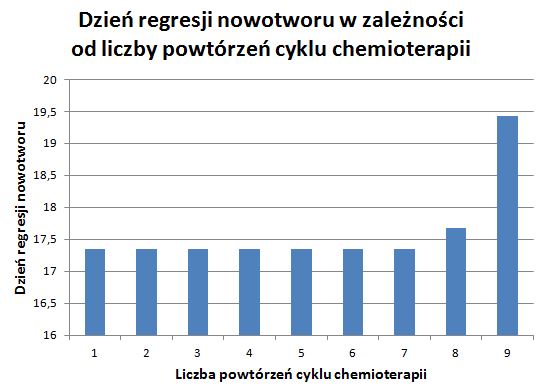 Dzień regresji nowotworu w zależności
od liczby powtórzeń cyklu chemioterapii
Dzień regresji nowotworu
20
19,5
19
18,5
18
17,5
17
16,5
16
1 2 3 4 5 6 7 8 9
Liczba powtórzeń cyklu chemioterapii